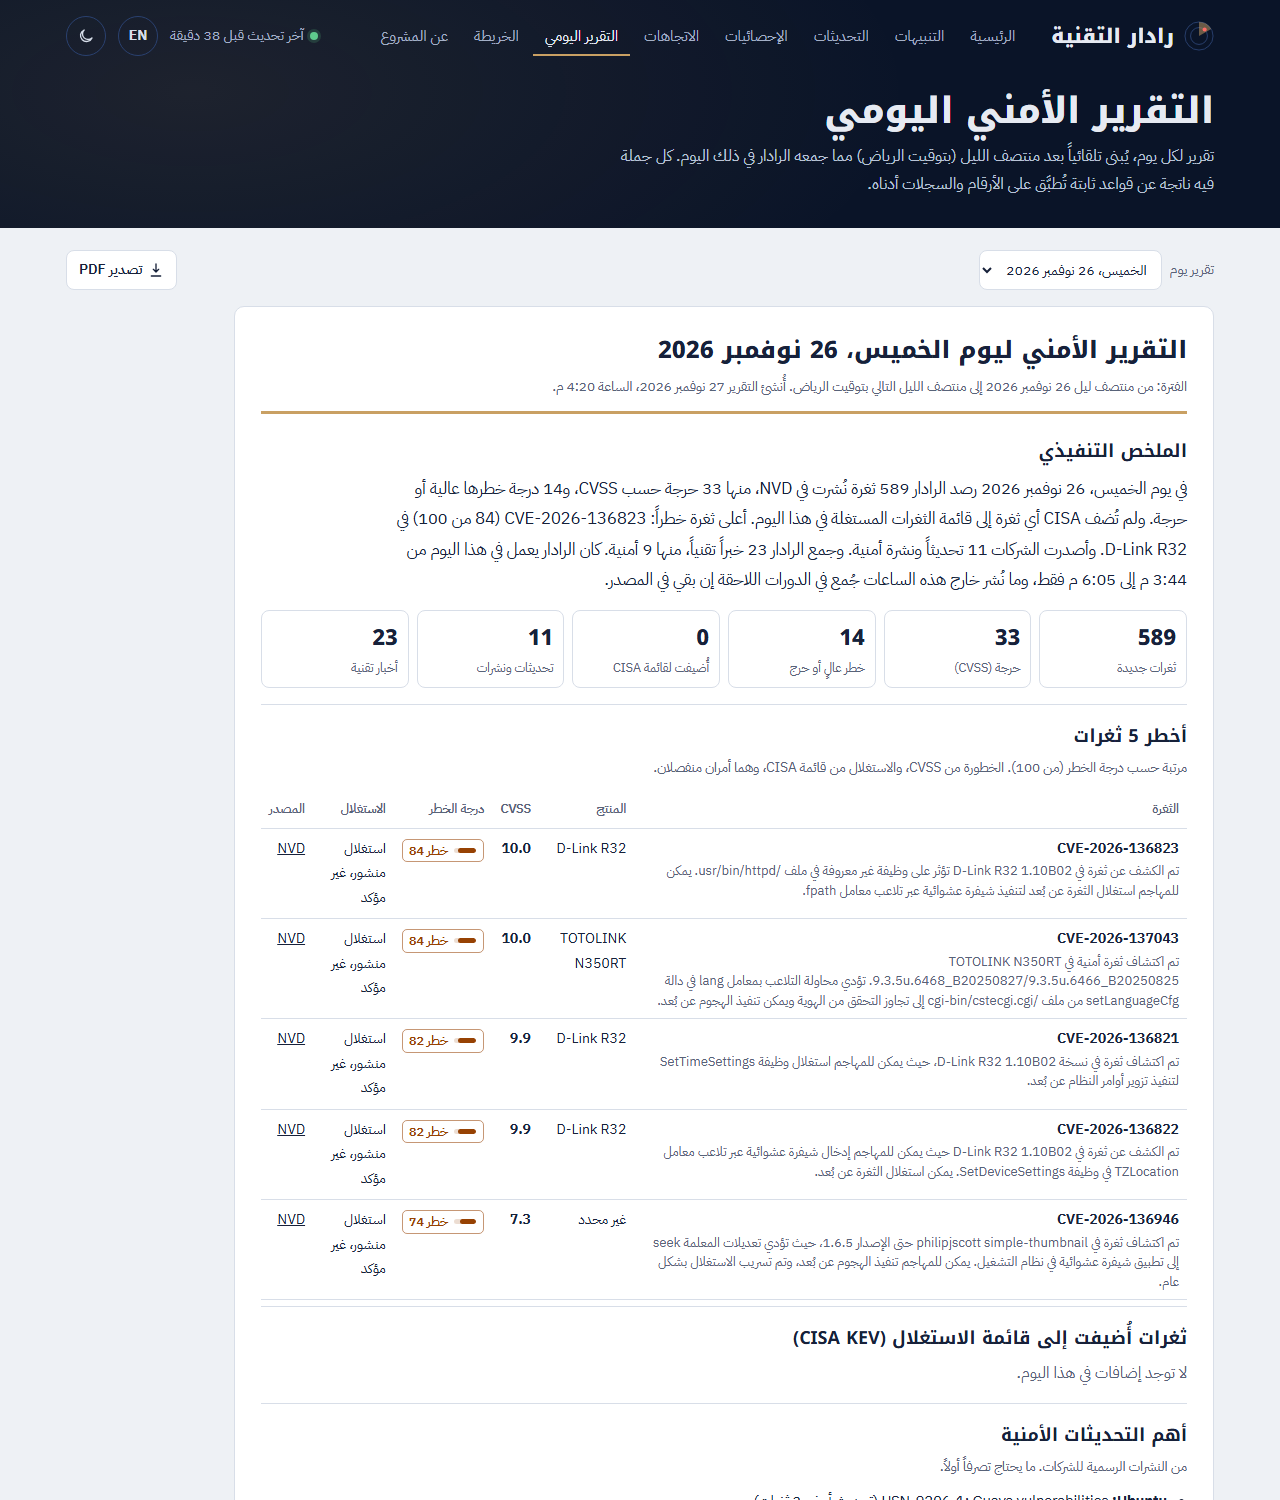 رادار التقنية
الرئيسية
التنبيهات
التحديثات
الإحصائيات
الاتجاهات
التقرير اليومي
الخريطة
عن المشروع
آخر تحديث قبل 38 دقيقة
EN
التقرير الأمني اليومي
تقرير لكل يوم، يُبنى تلقائياً بعد منتصف الليل (بتوقيت الرياض) مما جمعه الرادار في ذلك اليوم. كل جملة
فيه ناتجة عن قواعد ثابتة تُطبَّق على الأرقام والسجلات أدناه.
تقرير يوم
الخميس، 26 نوفمبر 2026
تصدير PDF
التقرير الأمني ليوم الخميس، 26 نوفمبر 2026
الفترة: من منتصف ليل 26 نوفمبر 2026 إلى منتصف الليل التالي بتوقيت الرياض. أُنشئ التقرير 27 نوفمبر 2026، الساعة 4:20 م.
الملخص التنفيذي
في يوم الخميس، 26 نوفمبر 2026 رصد الرادار 589 ثغرة نُشرت في NVD، منها 33 حرجة حسب CVSS، و14 درجة خطرها عالية أو
حرجة. ولم تُضف CISA أي ثغرة إلى قائمة الثغرات المستغلة في هذا اليوم. أعلى ثغرة خطراً: CVE-2026-136823 (84 من 100) في
D-Link R32. وأصدرت الشركات 11 تحديثاً ونشرة أمنية. وجمع الرادار 23 خبراً تقنياً، منها 9 أمنية. كان الرادار يعمل في هذا اليوم من
3:44 م إلى 6:05 م فقط، وما نُشر خارج هذه الساعات جُمع في الدورات اللاحقة إن بقي في المصدر.
589
ثغرات جديدة
33
حرجة (CVSS)
14
خطر عالٍ أو حرج
0
أُضيفت لقائمة CISA
11
تحديثات ونشرات
23
أخبار تقنية
أخطر 5 ثغرات
مرتبة حسب درجة الخطر (من 100). الخطورة من CVSS، والاستغلال من قائمة CISA، وهما أمران منفصلان.
الثغرة
المنتج
CVSS
درجة الخطر
الاستغلال
المصدر
CVE-2026-136823
تم الكشف عن ثغرة في D-Link R32 1.10B02 تؤثر على وظيفة غير معروفة في ملف /usr/bin/httpd. يمكن
للمهاجم استغلال الثغرة عن بُعد لتنفيذ شيفرة عشوائية عبر تلاعب معامل fpath.
D-Link R32
10.0
خطر 84
استغلال
منشور، غير
مؤكد
NVD
CVE-2026-137043
تم اكتشاف ثغرة أمنية في TOTOLINK N350RT
9.3.5u.6468_B20250827/9.3.5u.6466_B20250825. تؤدي محاولة التلاعب بمعامل lang في دالة
setLanguageCfg من ملف /cgi-bin/cstecgi.cgi إلى تجاوز التحقق من الهوية ويمكن تنفيذ الهجوم عن بُعد.
TOTOLINK
N350RT
10.0
خطر 84
استغلال
منشور، غير
مؤكد
NVD
CVE-2026-136821
تم اكتشاف ثغرة في نسخة D-Link R32 1.10B02، حيث يمكن للمهاجم استغلال وظيفة SetTimeSettings
لتنفيذ تزوير أوامر النظام عن بُعد.
D-Link R32
9.9
خطر 82
استغلال
منشور، غير
مؤكد
NVD
CVE-2026-136822
تم الكشف عن ثغرة في D-Link R32 1.10B02 حيث يمكن للمهاجم إدخال شيفرة عشوائية عبر تلاعب معامل
TZLocation في وظيفة SetDeviceSettings. يمكن استغلال الثغرة عن بُعد.
D-Link R32
9.9
خطر 82
استغلال
منشور، غير
مؤكد
NVD
CVE-2026-136946
تم اكتشاف ثغرة في philipjscott simple-thumbnail حتى الإصدار 1.6.5، حيث تؤدي تعديلات المعلمة seek
إلى تطبيق شيفرة عشوائية في نظام التشغيل. يمكن للمهاجم تنفيذ الهجوم عن بُعد، وتم تسريب الاستغلال بشكل
عام.
غير محدد
7.3
خطر 74
استغلال
منشور، غير
مؤكد
NVD
ثغرات أُضيفت إلى قائمة الاستغلال (CISA KEV)
لا توجد إضافات في هذا اليوم.
أهم التحديثات الأمنية
من النشرات الرسمية للشركات. ما يحتاج تصرفاً أولاً.